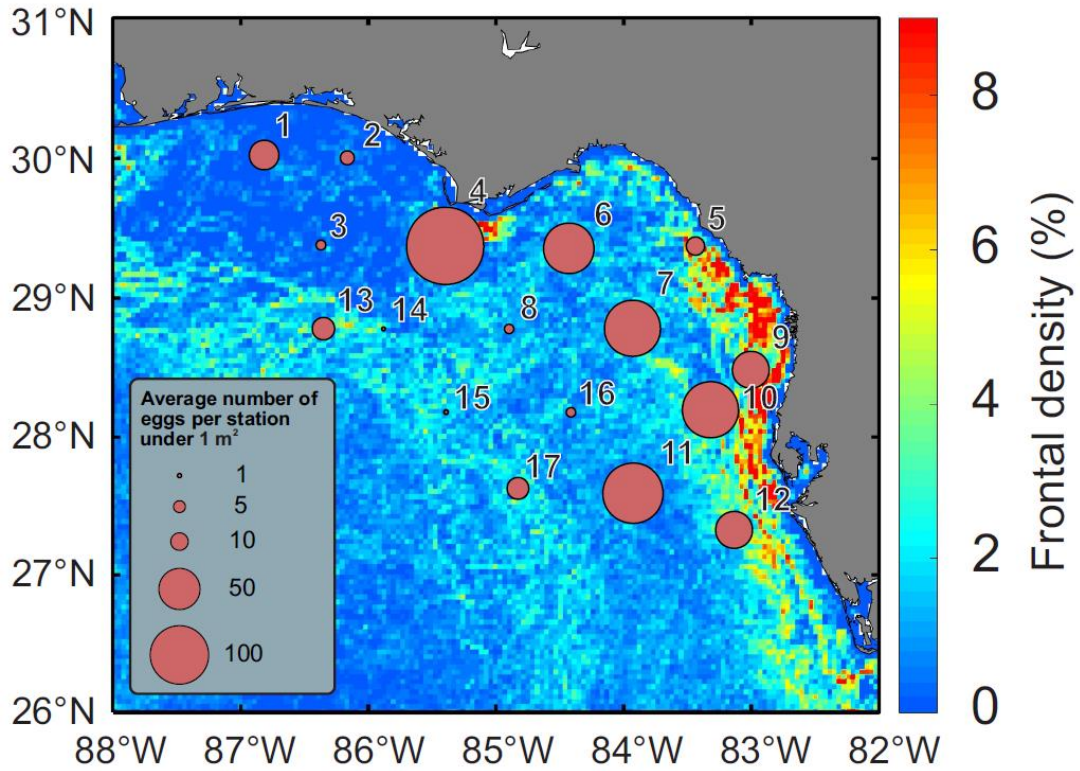 31°N
30°N
29°N
28°N
27°N
26°N
88°W 87°W 86°W 85°W 84°W 83°W 82°W
1
2
3
4
5
6
7
8
9
10
11
12
13
14
15
16
17
Average number of
eggs per station
under 1 m²
1
5
10
50
100
8
6
4
2
0
Frontal density (%)